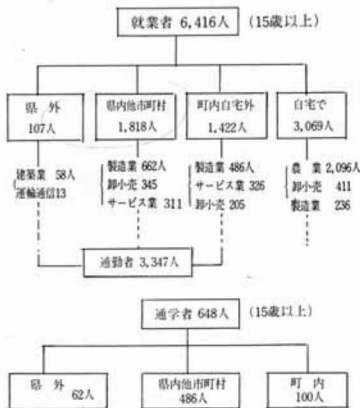 就業者 6,416人 (15歳以上)
県外 県内他市町村 町内自宅外 自宅で
107人 1,818人 1,422人 3,069人
建築業 58人 製造業 662人 製造業 486人 農業 2,096人
運輸通信13 卸小売 345 サービス業 326 卸小売 411
サービス業 311 卸小売 205 製造業 236
通勤者 3,347人
通学者 648人 (15歳以上)
県外 県内他市町村 町内
62人 486人 100人